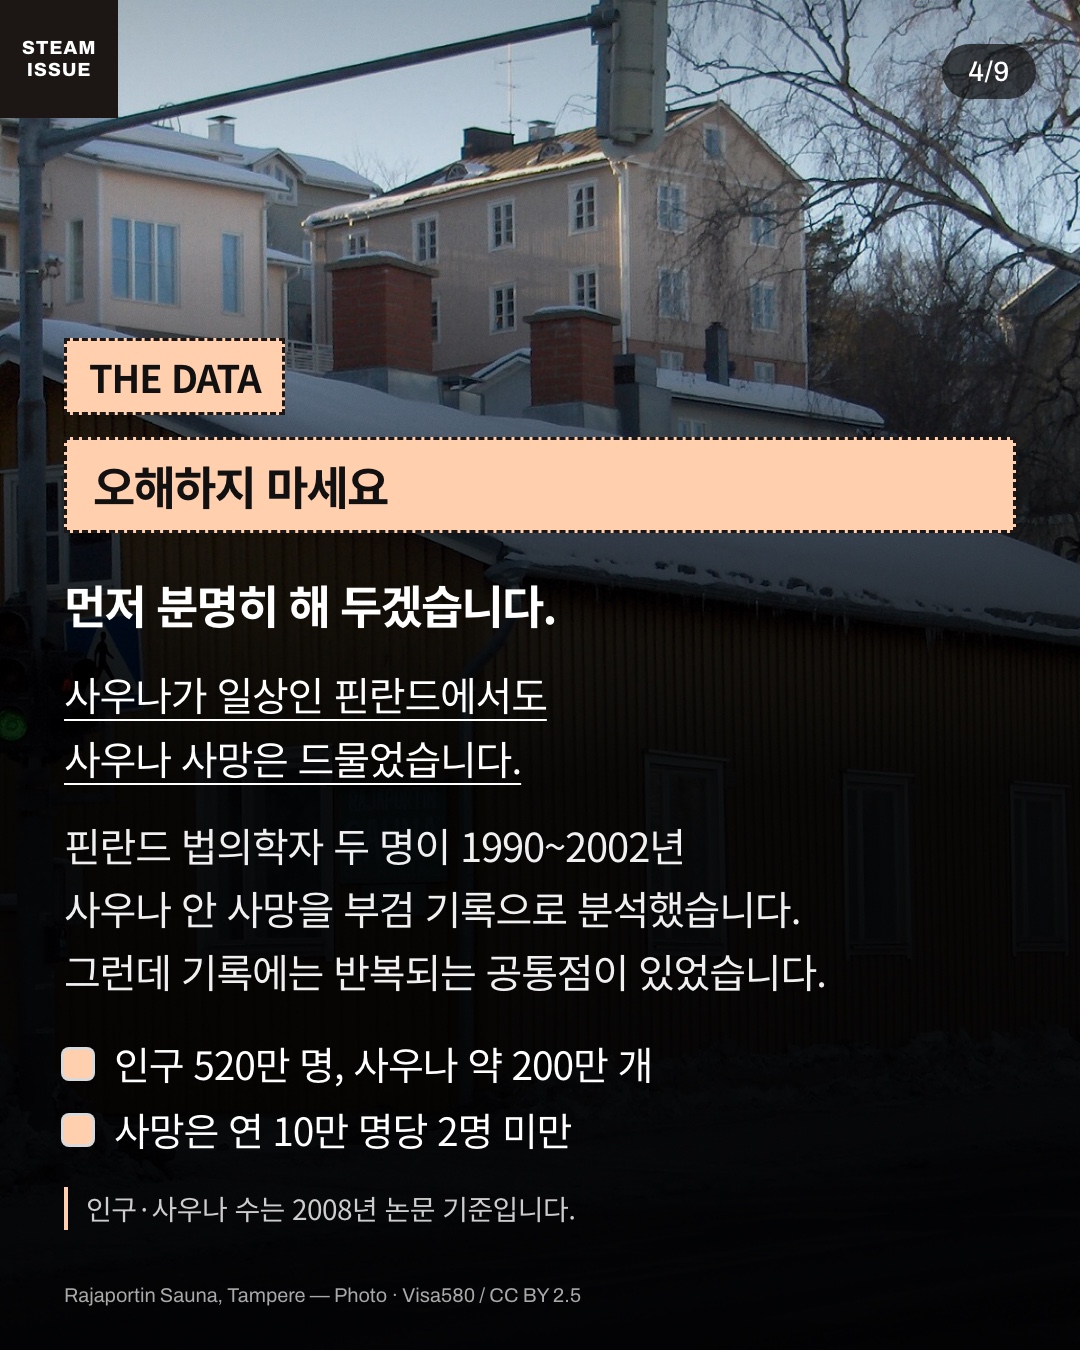 STEAM
ISSUE
4/9
THE DATA
오해하지 마세요
먼저 분명히 해 두겠습니다.
사우나가 일상인 핀란드에서도
사우나 사망은 드물었습니다.
핀란드 법의학자 두 명이 1990~2002년
사우나 안 사망을 부검 기록으로 분석했습니다.
그런데 기록에는 반복되는 공통점이 있었습니다.
인구 520만 명, 사우나 약 200만 개
사망은 연 10만 명당 2명 미만
인구·사우나 수는 2008년 논문 기준입니다.
Rajaportin Sauna, Tampere — Photo · Visa580 / CC BY 2.5